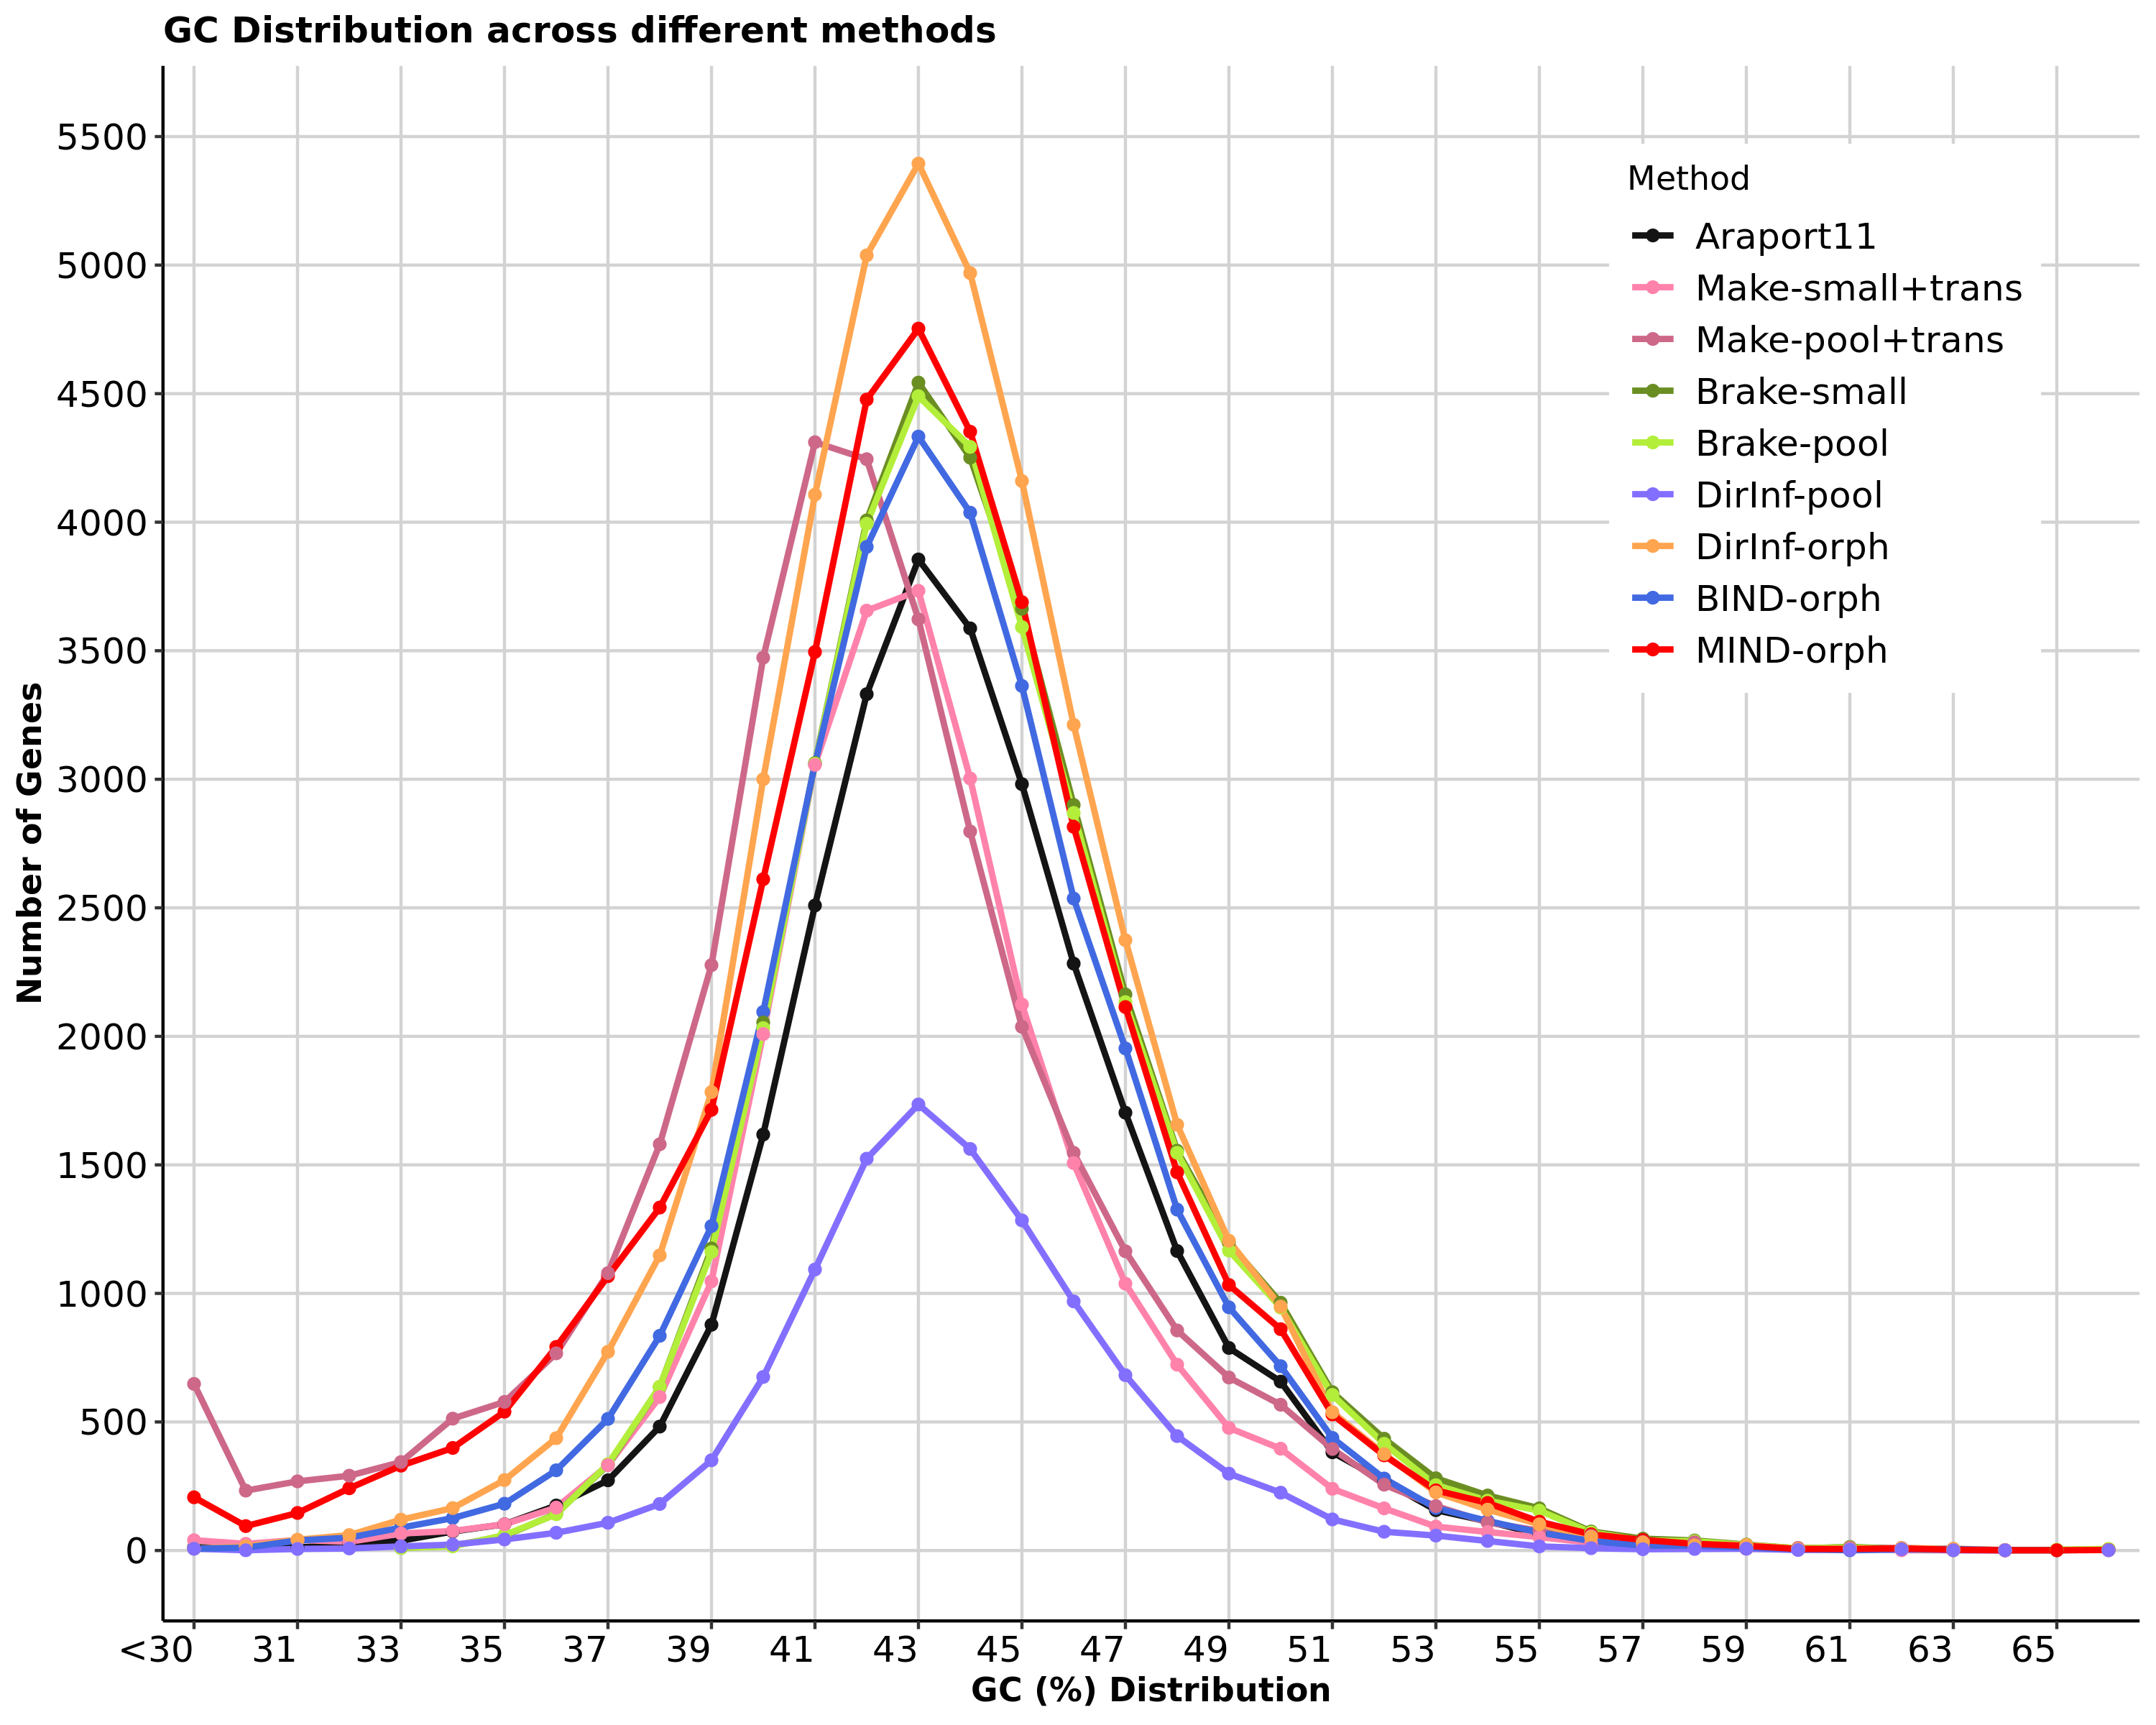 GC Distribution across different methods
5500
5000
4500
4000
3500
3000
2500
2000
1500
1000
500
0
Number of Genes
Method
Araport11
Make-small+trans
Make-pool+trans
Brake-small
Brake-pool
DirInf-pool
DirInf-orph
BIND-orph
MIND-orph
<30 31 33 35 37 39 41 43 45 47 49 51 53 55 57 59 61 63 65
GC (%) Distribution